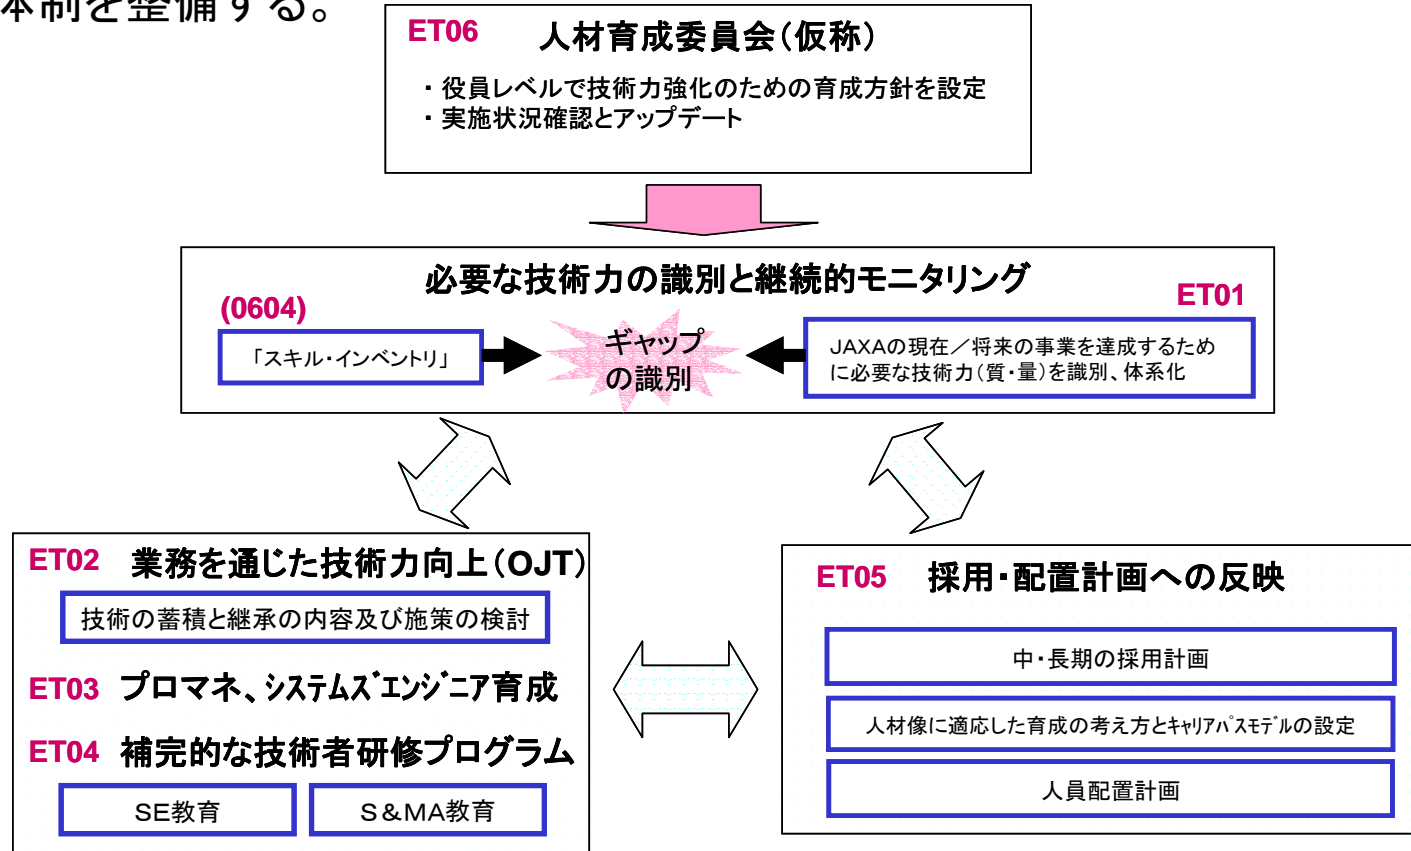 本制を整備する。
ET06 人材育成委員会(仮称)
・役員レベルで技術力強化のための育成方針を設定
・実施状況確認とアップデート
必要な技術力の識別と継続的モニタリング
(0604)
ET01
「スキル・インベントリ」
ギャップ
の識別
JAXAの現在／将来の事業を達成するため
に必要な技術力(質・量)を識別、体系化
ET02 業務を通じた技術力向上(OJT)
技術の蓄積と継承の内容及び施策の検討
ET03 プロマネ、ｼｽﾃﾑｽﾞｴﾝｼﾞﾆｱ育成
ET04 補完的な技術者研修プログラム
SE教育
S&MA教育
ET05 採用・配置計画への反映
中・長期の採用計画
人材像に適応した育成の考え方とｷｬﾘｱﾊﾟｽﾓﾃﾞﾙの設定
人員配置計画